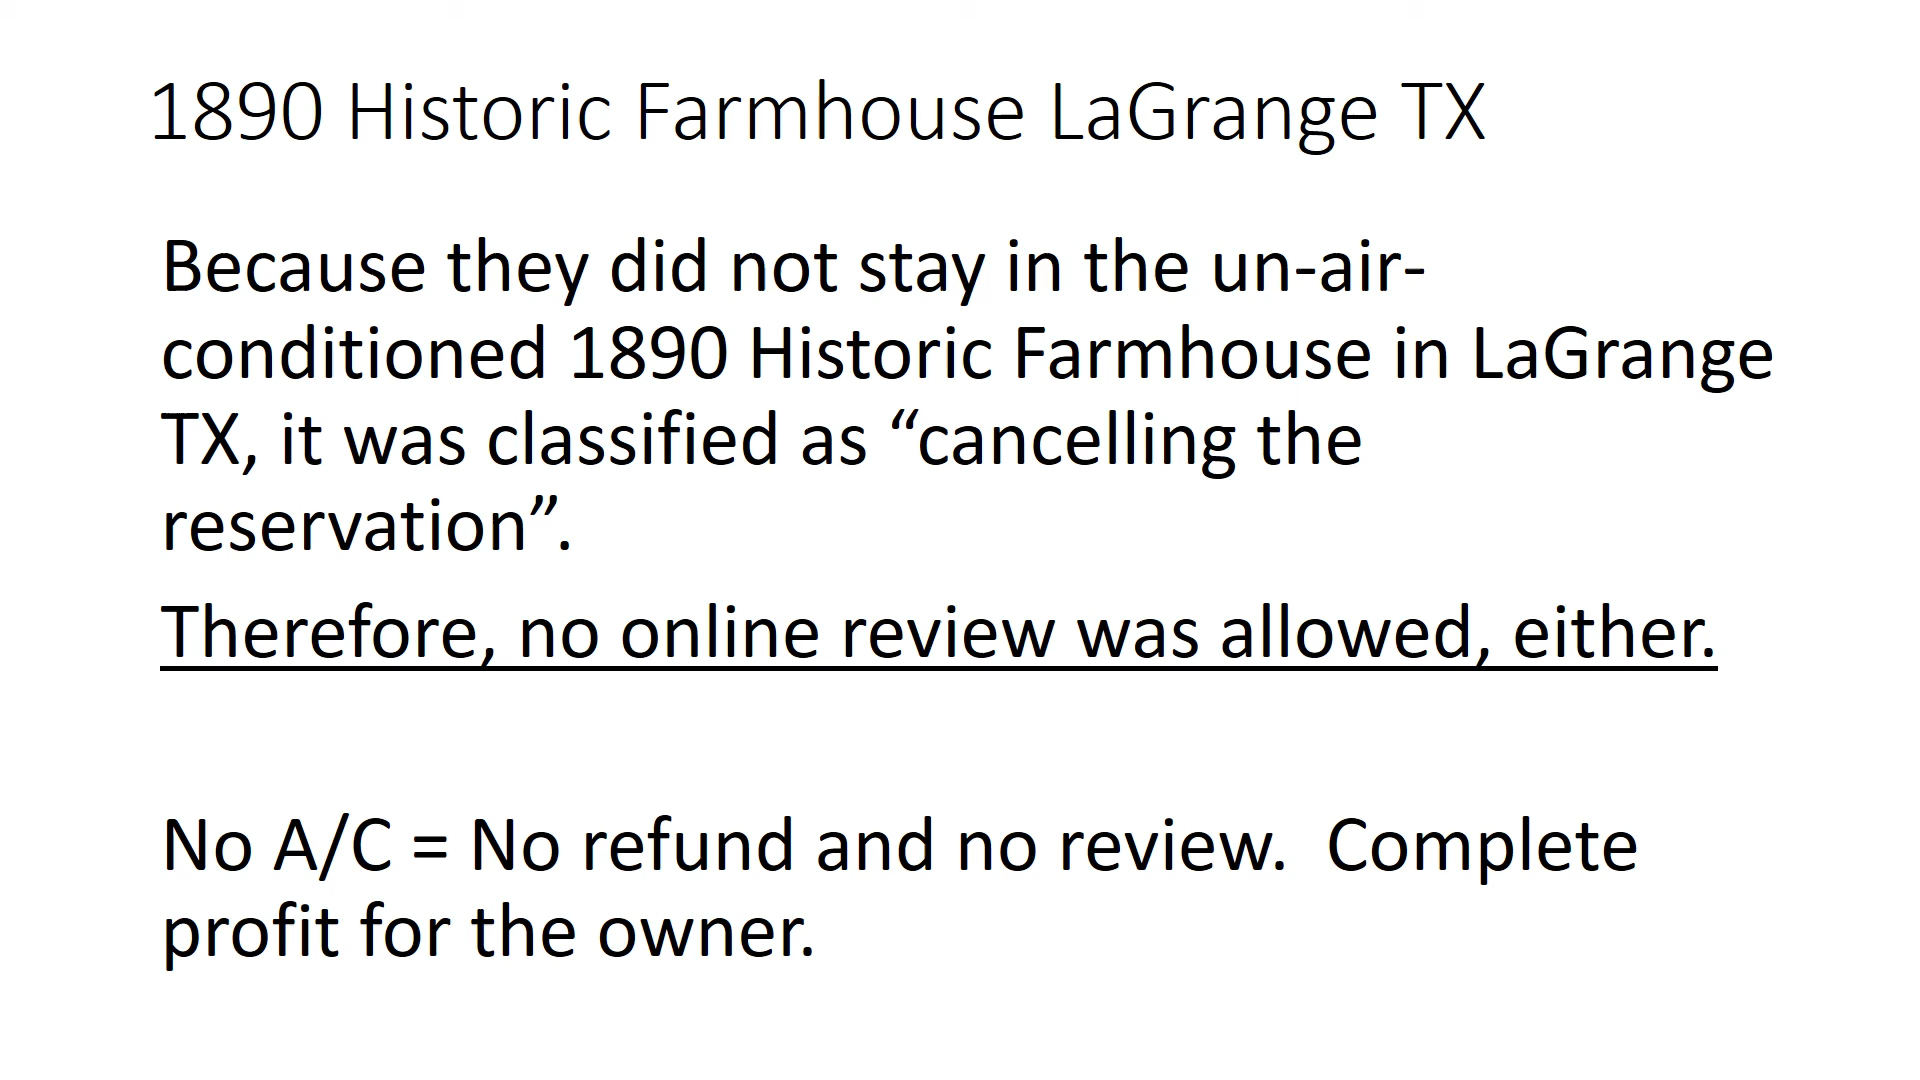 1890 Historic Farmhouse LaGrange TX
Because they did not stay in the un-air-
conditioned 1890 Historic Farmhouse in LaGrange
TX, it was classified as “cancelling the
reservation”.
Therefore, no online review was allowed, either.
No A/C = No refund and no review.  Complete
profit for the owner.